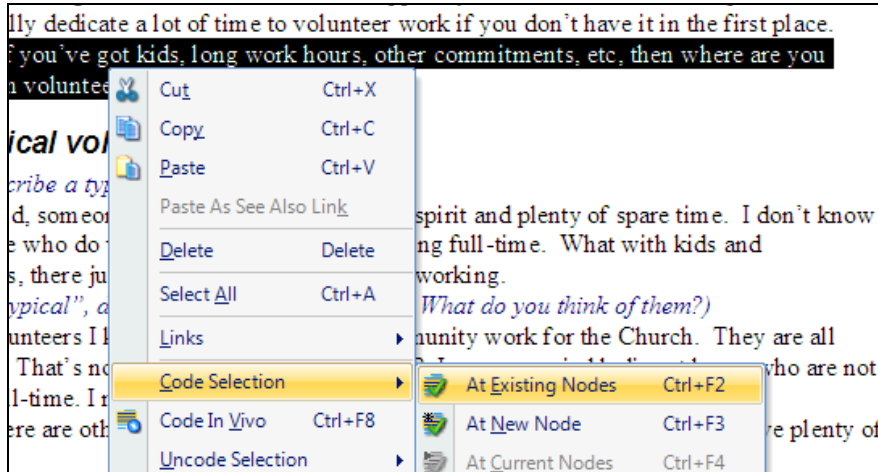 lly dedicate a lot of time to volunteer work if you don't have it in the first place.
f you've got kids, long work hours, other commitments, etc, then where are you
n voluntee
Cut Ctrl+X
ical vol
Copy Ctrl+C
Paste Ctrl+V
cribe a typ
Paste As See Also Link
d, someon spirit and plenty of spare time. I don't know
e who do ng full-time. What with kids and
Delete Delete
s, there ju working.
Select All Ctrl+A
ypical", a What do you think of them?)
unteers I k munity work for the Church. They are all
Links
That's no who are not
Code Selection
At Existing Nodes Ctrl+F2
l-time. I r
Code In Vivo Ctrl+F8
At New Node Ctrl+F3
ere are oth e plenty of
Uncode Selection
At Current Nodes Ctrl+F4